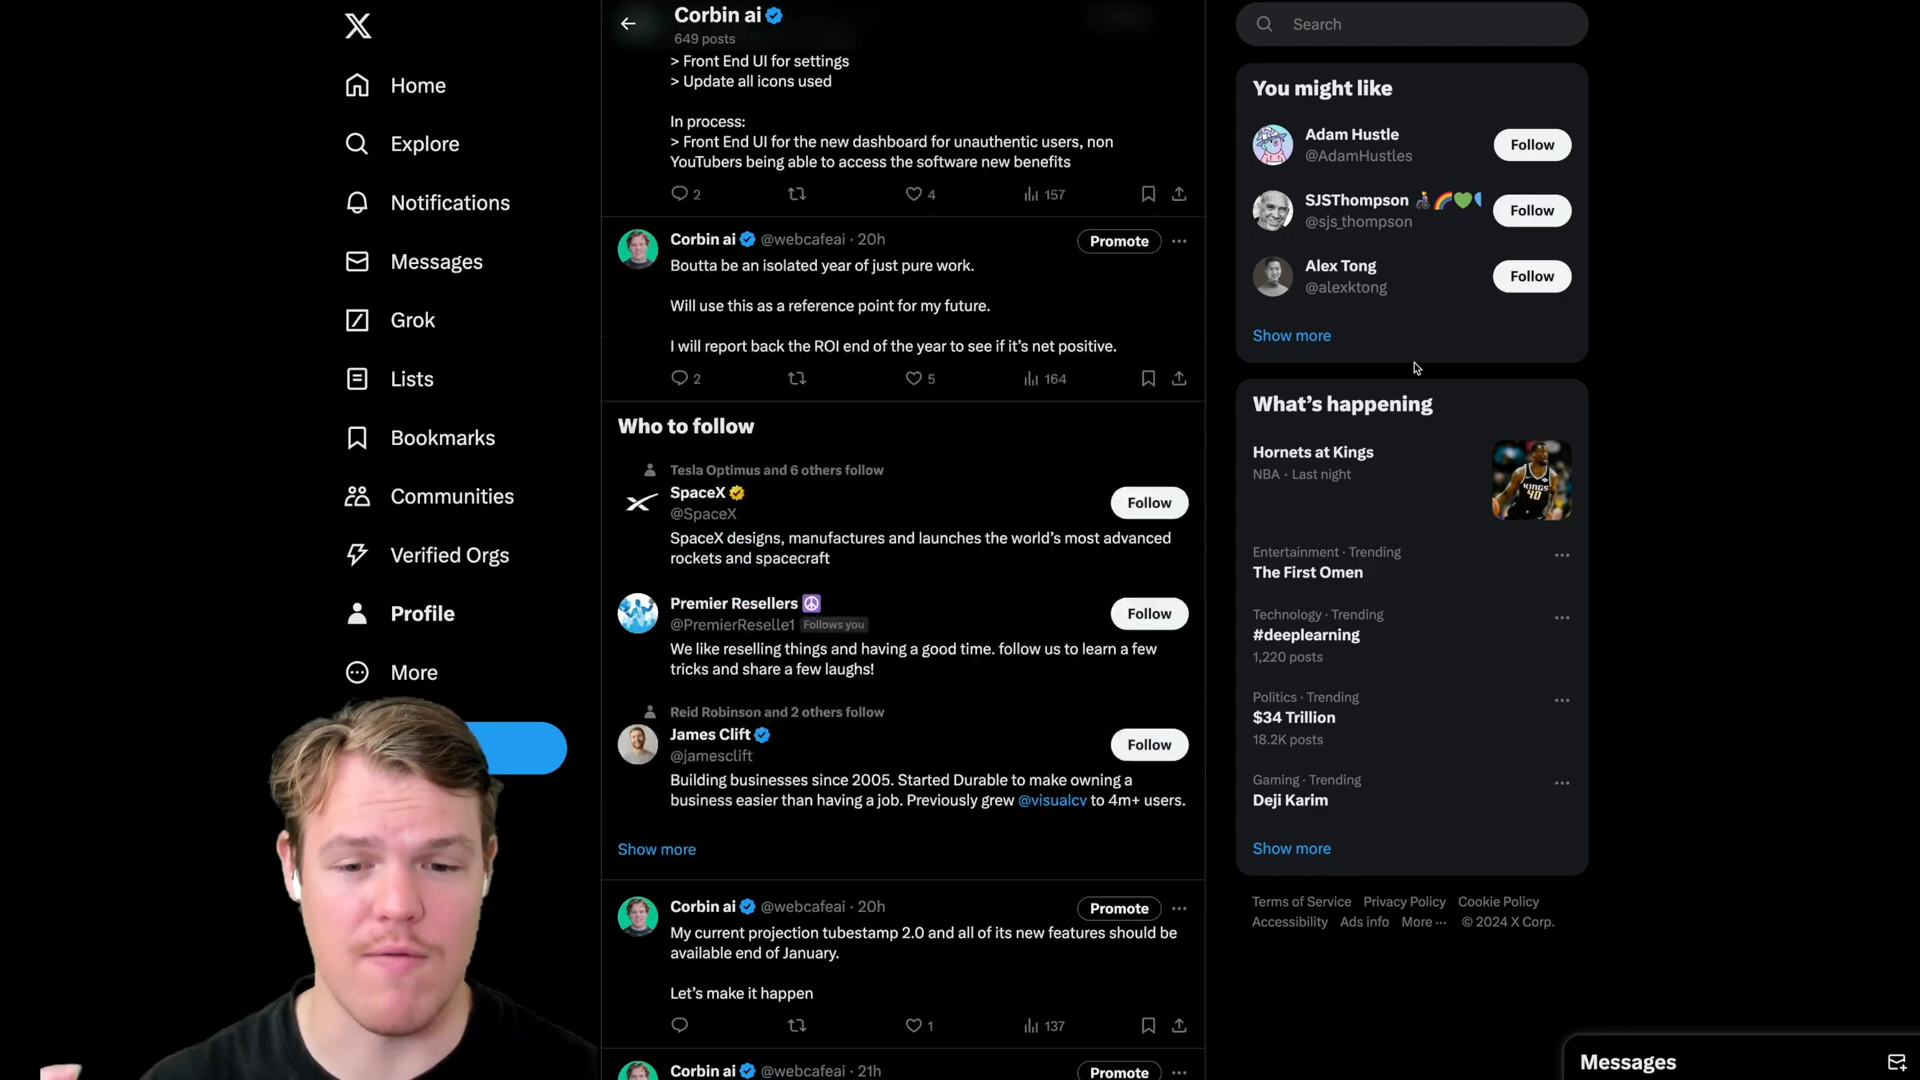 Home
Explore
Notifications
Messages
Grok
Lists
Bookmarks
Communities
Verified Orgs
Profile
More
Corbin ai
649 posts
> Front End UI for settings
> Update all icons used
In process:
> Front End UI for the new dashboard for unauthentic users, non
YouTubers being able to access the software new benefits
2 4 157
Corbin ai @webcafeai · 20h
Promote
Boutta be an isolated year of just pure work.
Will use this as a reference point for my future.
I will report back the ROI end of the year to see if it's net positive.
2 5 164
Who to follow
Tesla Optimus and 6 others follow
SpaceX
@SpaceX
Follow
SpaceX designs, manufactures and launches the world's most advanced
rockets and spacecraft
Premier Resellers
@PremierReselle1 Follows you
Follow
We like reselling things and having a good time. follow us to learn a few
tricks and share a few laughs!
Reid Robinson and 2 others follow
James Clift
@jamesclift
Follow
Building businesses since 2005. Started Durable to make owning a
business easier than having a job. Previously grew @visualcv to 4m+ users.
Show more
Corbin ai @webcafeai · 20h
Promote
My current projection tubestamp 2.0 and all of its new features should be
available end of January.
Let's make it happen
1 137
Corbin ai @webcafeai · 21h
Promote
Search
You might like
Adam Hustle
@AdamHustles
Follow
SJSThompson
@sjs_thompson
Follow
Alex Tong
@alexktong
Follow
Show more
What's happening
Hornets at Kings
NBA · Last night
KINGS
40
Entertainment · Trending
The First Omen
Technology · Trending
#deeplearning
1,220 posts
Politics · Trending
$34 Trillion
18.2K posts
Gaming · Trending
Deji Karim
Show more
Terms of Service Privacy Policy Cookie Policy
Accessibility Ads info More ··· © 2024 X Corp.
Messages